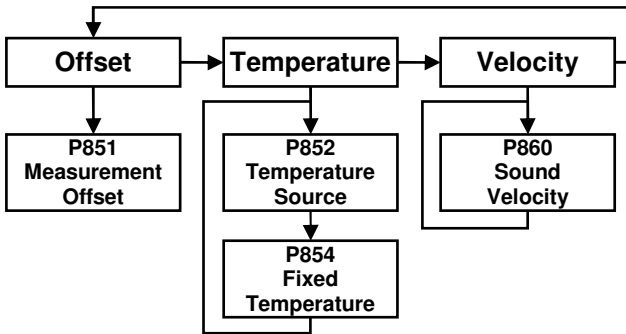 Offset
Temperature
Velocity
P851
Measurement
Offset
P852
Temperature
Source
P860
Sound
Velocity
P854
Fixed
Temperature